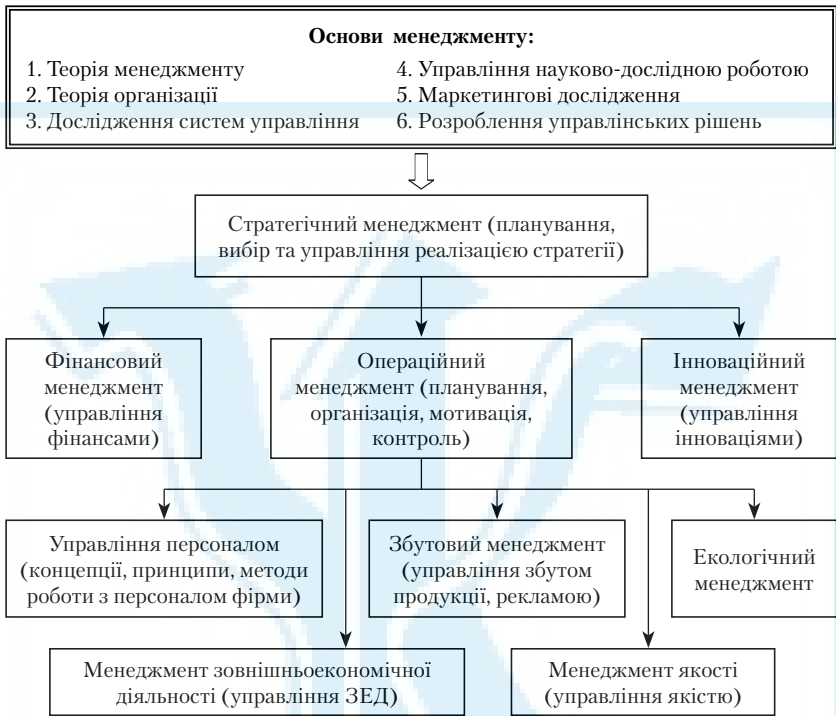 Основи менеджменту:
1. Теорія менеджменту
2. Теорія організації
3. Дослідження систем управління
4. Управління науково-дослідною роботою
5. Маркетингові дослідження
6. Розроблення управлінських рішень
Стратегічний менеджмент (планування,
вибір та управління реалізацією стратегії)
Фінансовий
менеджмент
(управління
фінансами)
Операційний
менеджмент (планування,
організація, мотивація,
контроль)
Інноваційний
менеджмент
(управління
інноваціями)
Управління персоналом
(концепції, принципи, методи
роботи з персоналом фірми)
Збутовий менеджмент
(управління збутом
продукції, рекламою)
Екологічний
менеджмент
Менеджмент зовнішньоекономічної
діяльності (управління ЗЕД)
Менеджмент якості
(управління якістю)